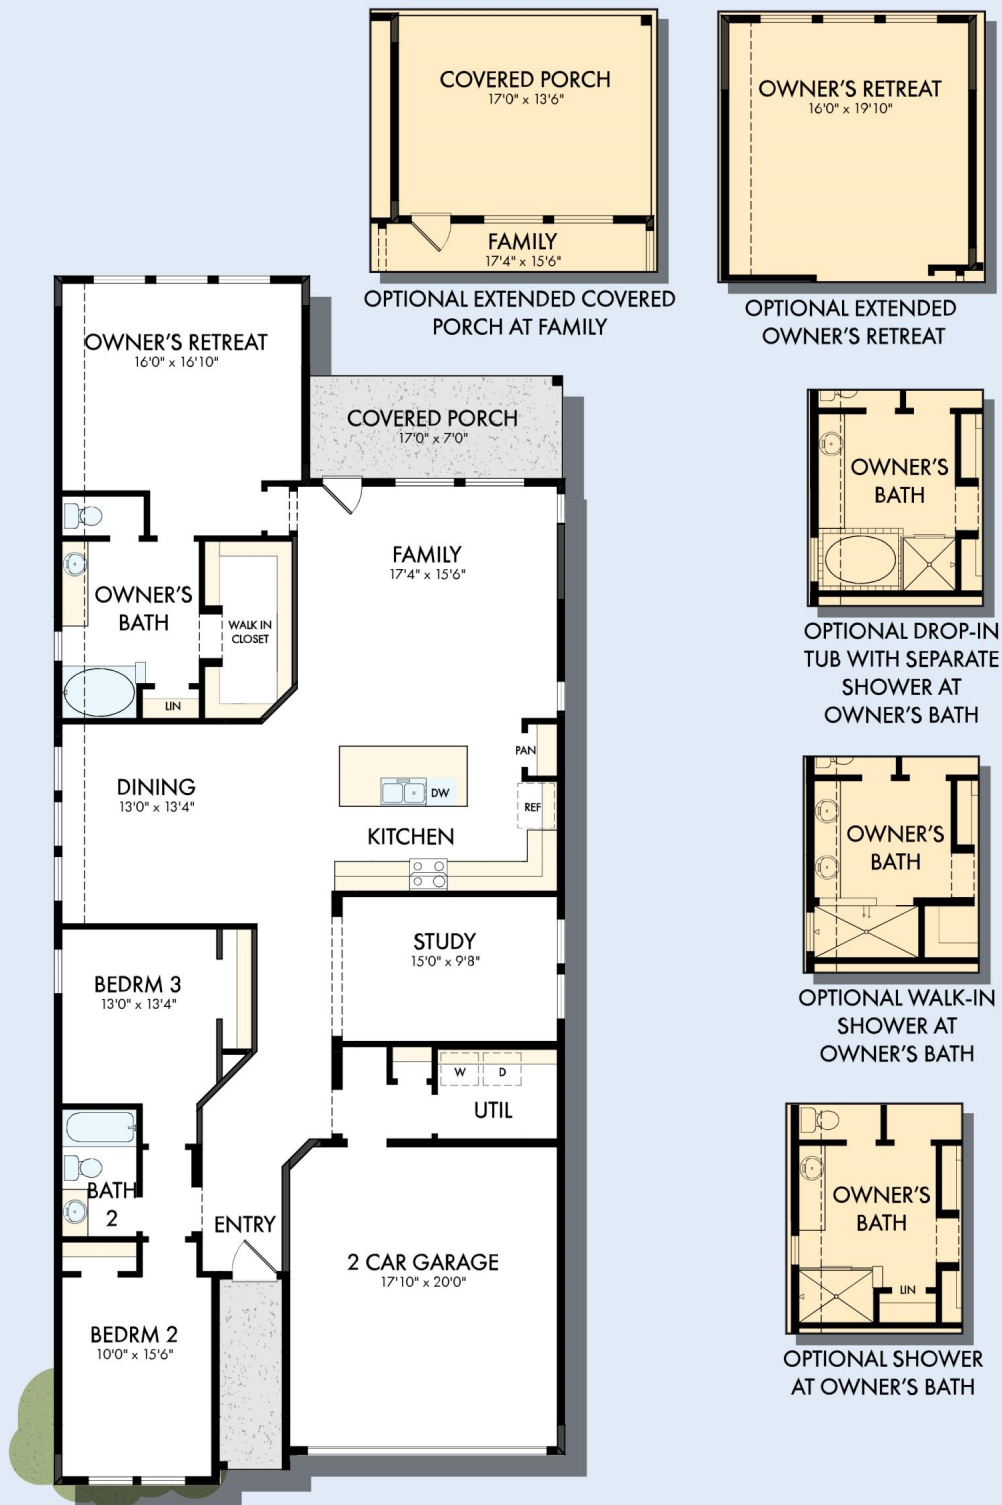 COVERED PORCH
17'0" x 13'6"
FAMILY
17'4" x 15'6"
OPTIONAL EXTENDED COVERED
PORCH AT FAMILY
OWNER'S RETREAT
16'0" x 19'10"
OPTIONAL EXTENDED
OWNER'S RETREAT
OWNER'S RETREAT
16'0" x 16'10"
COVERED PORCH
17'0" x 7'0"
FAMILY
17'4" x 15'6"
OWNER'S
BATH
WALK IN
CLOSET
LIN
PAN
DINING
13'0" x 13'4"
DW
REF
KITCHEN
STUDY
15'0" x 9'8"
BEDRM 3
13'0" x 13'4"
W
D
UTIL
BATH
2
ENTRY
2 CAR GARAGE
17'10" x 20'0"
BEDRM 2
10'0" x 15'6"
OWNER'S
BATH
OPTIONAL DROP-IN
TUB WITH SEPARATE
SHOWER AT
OWNER'S BATH
OWNER'S
BATH
OPTIONAL WALK-IN
SHOWER AT
OWNER'S BATH
OWNER'S
BATH
LIN
OPTIONAL SHOWER
AT OWNER'S BATH